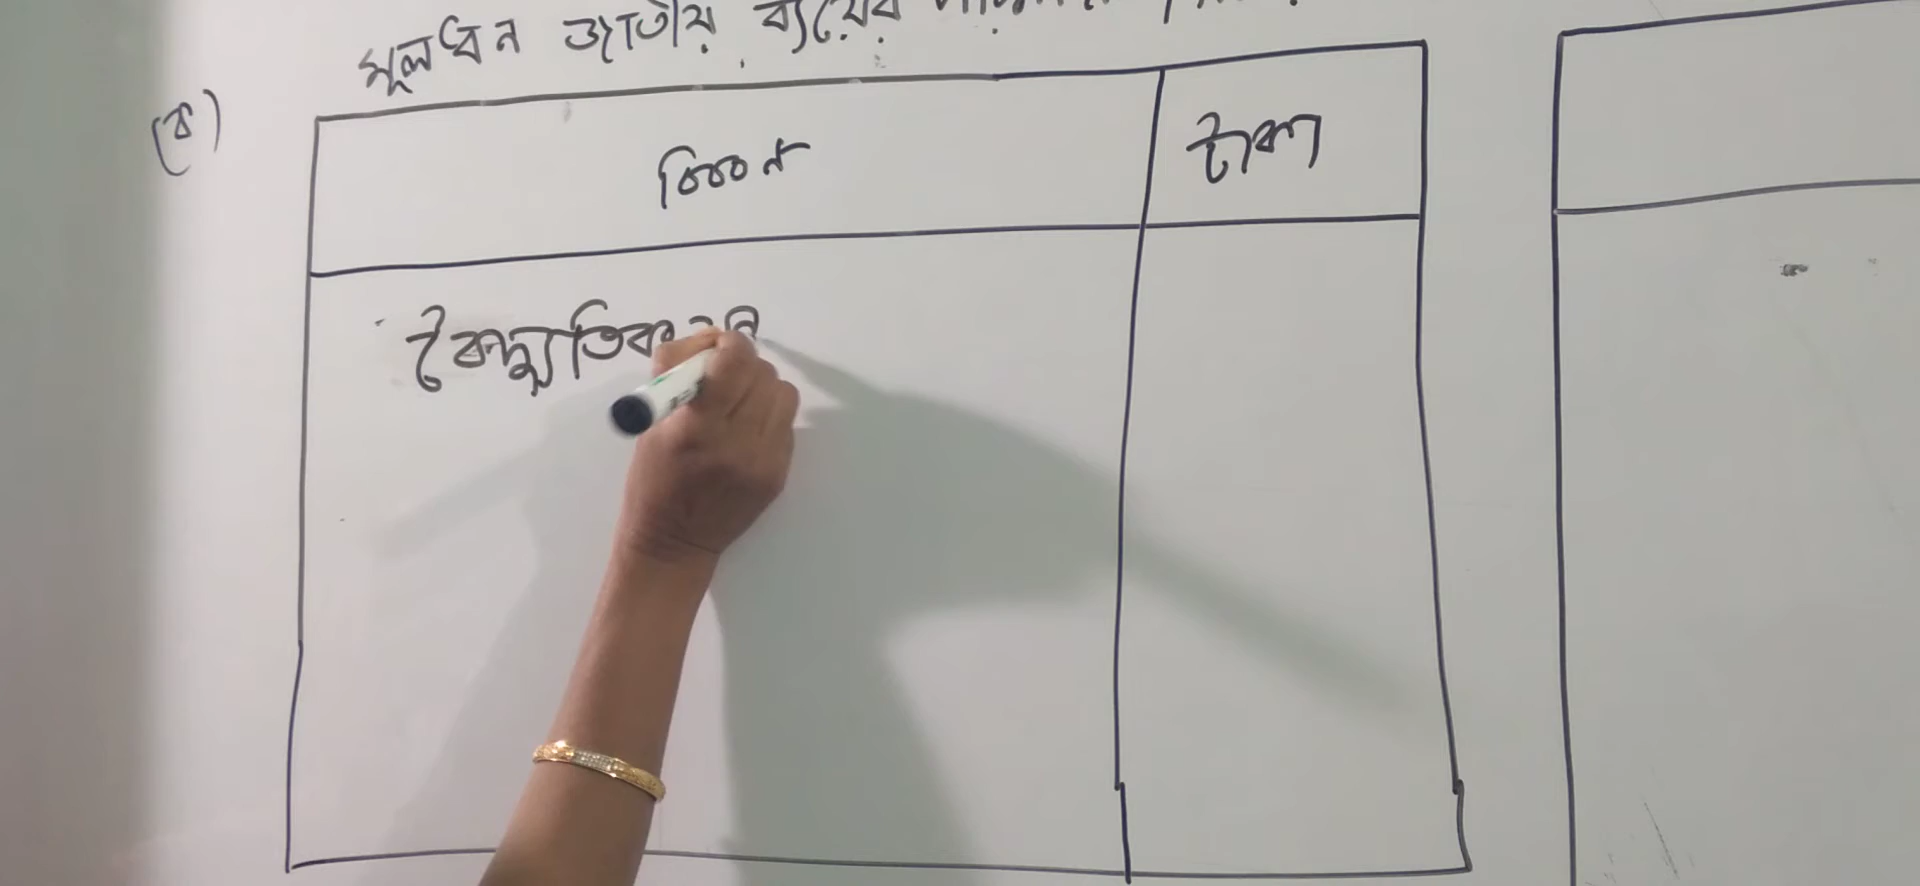 মূলধন জাতীয় ব্যয়ের
(ক)
বিবরণ
টাকা
বৈদ্যুতিক